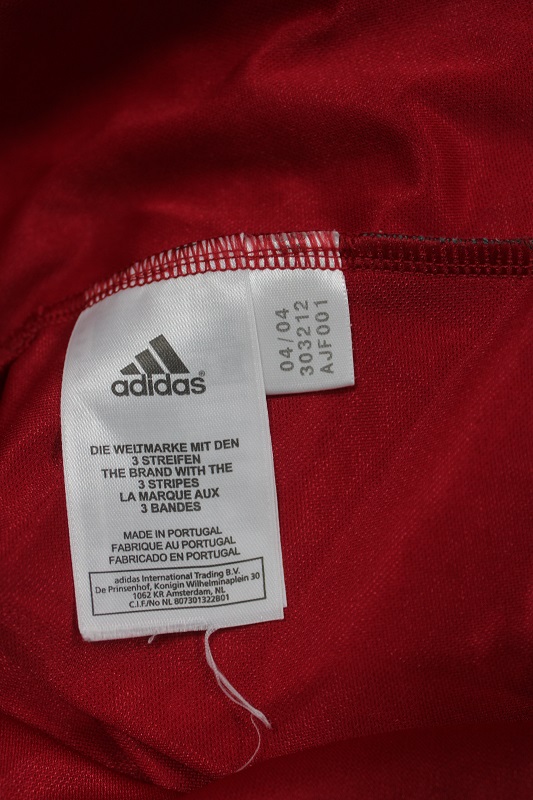 adidas®
DIE WELTMARKE MIT DEN
3 STREIFEN
THE BRAND WITH THE
3 STRIPES
LA MARQUE AUX
3 BANDES
MADE IN PORTUGAL
FABRIQUE AU PORTUGAL
FABRICADO EN PORTUGAL
adidas International Trading B.V.
De Prinsenhof, Konigin Wilhelminaplein 30
1062 KR Amsterdam, NL
C.I.F./No NL 807301322B01
04/04
303212
AJF001